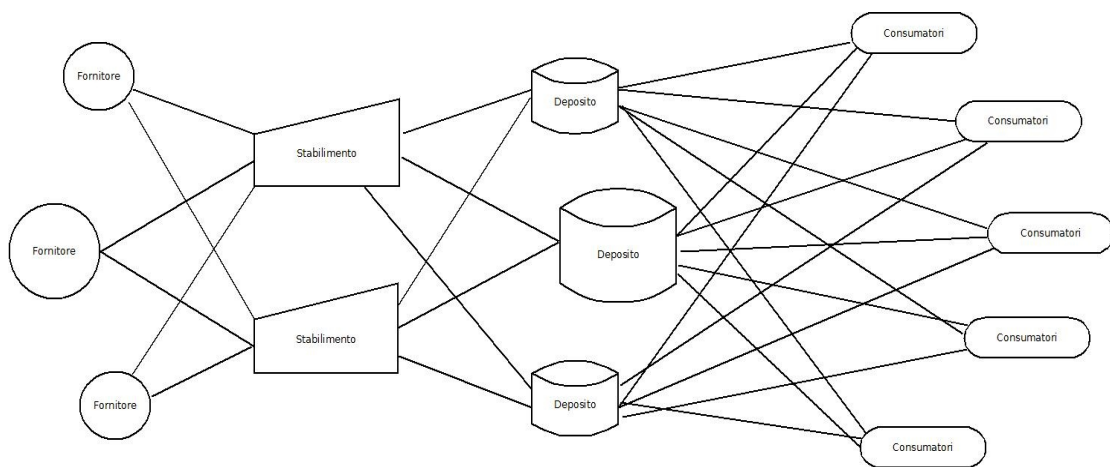 Fornitore
Fornitore
Fornitore
Stabilimento
Stabilimento
Deposito
Deposito
Deposito
Consumatori
Consumatori
Consumatori
Consumatori
Consumatori